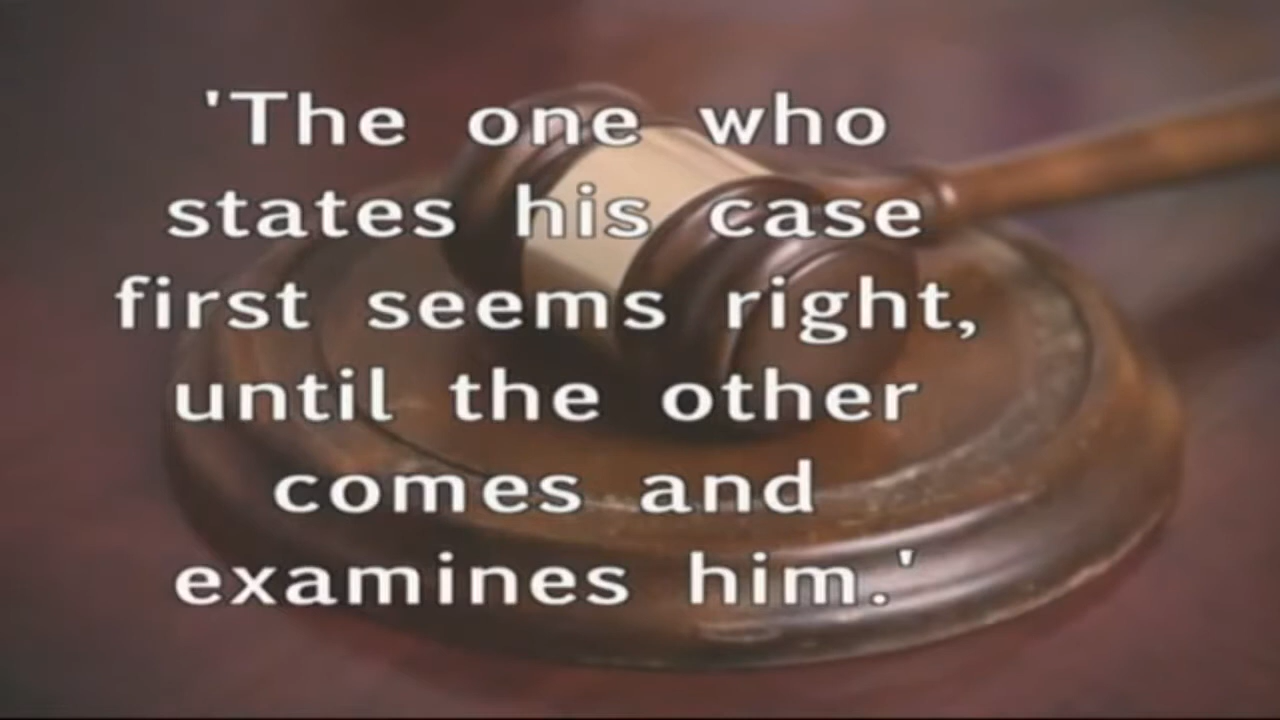 'The one who
states his case
first seems right,
until the other
comes and
examines him.'